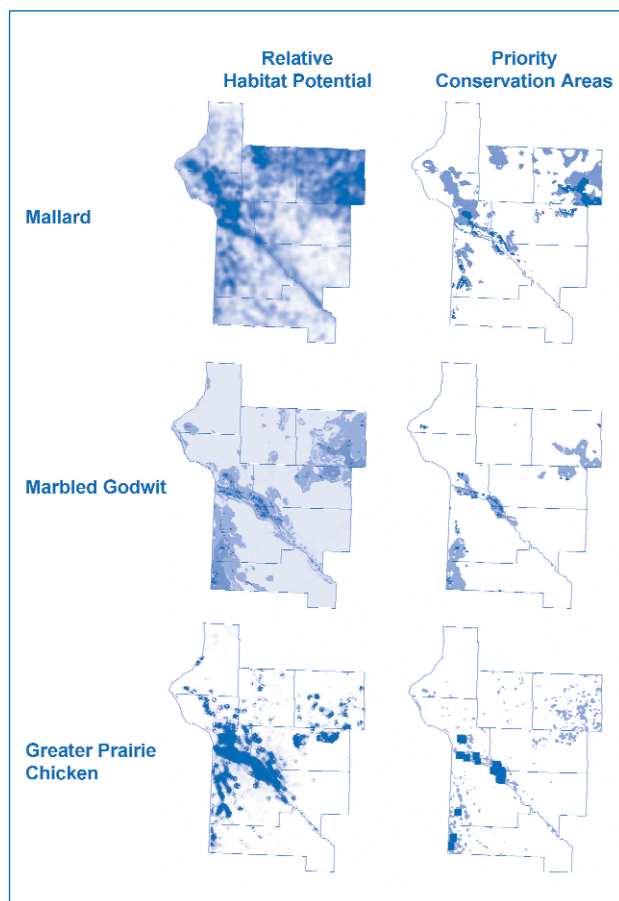 Relative
Habitat Potential
Priority
Conservation Areas
Mallard
Marbled Godwit
Greater Prairie
Chicken